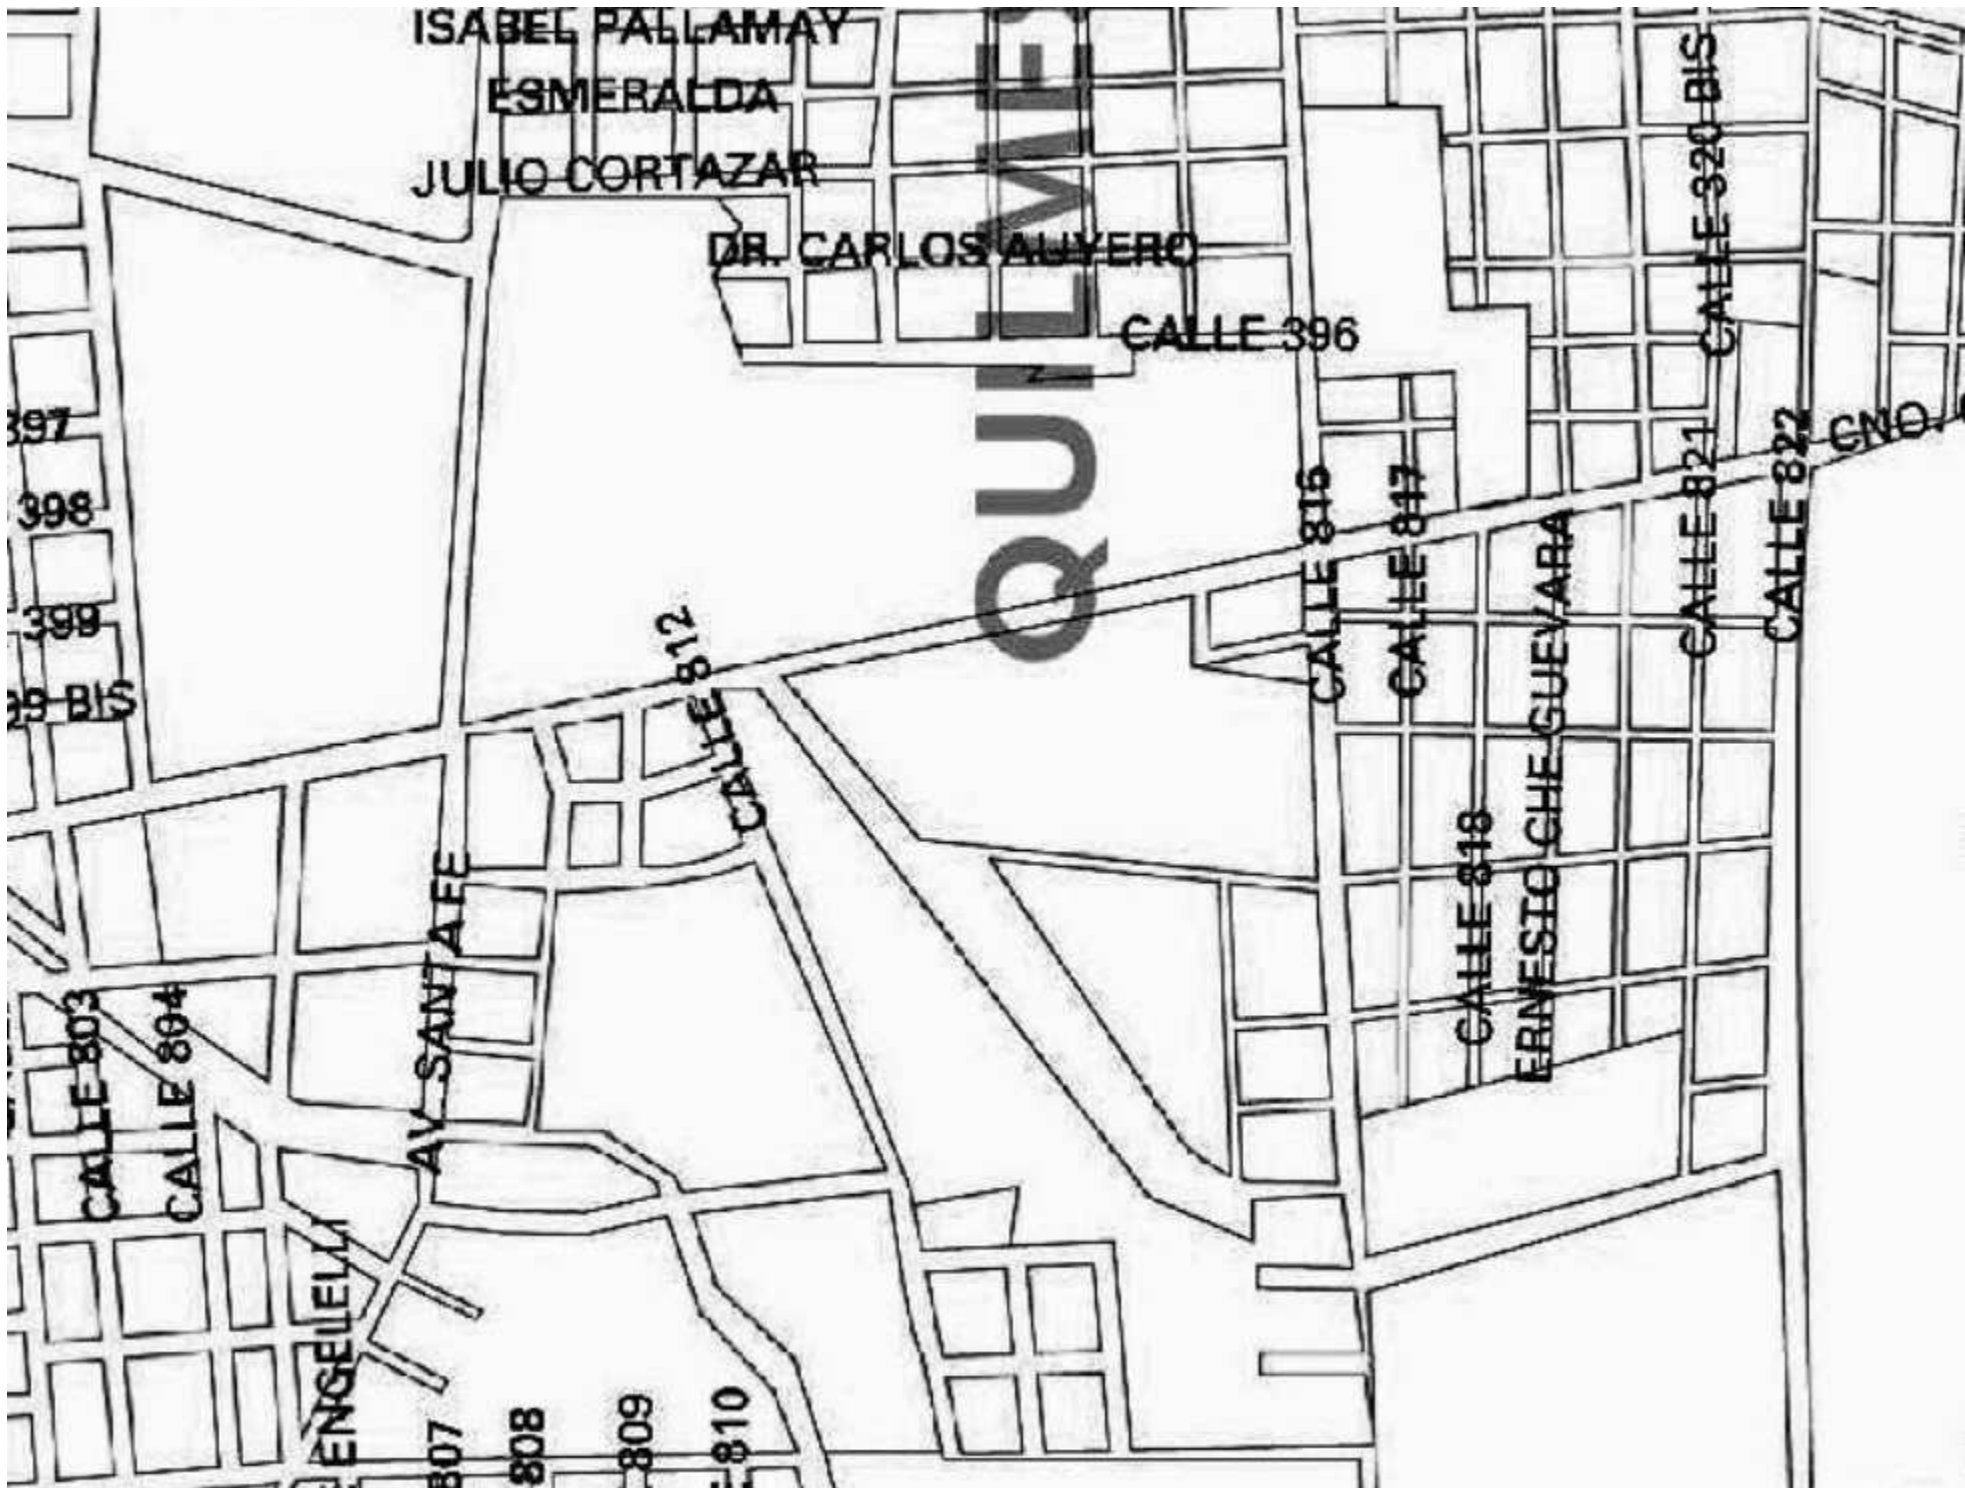 ISABEL PALLAMAY
ESMERALDA
JULIO CORTAZAR
DR. CARLOS AUYERO
CALLE 396
QUILMES
CALLE 320 BIS
397
398
399
BIS
CNO.
CALLE 812
CALLE 815
CALLE 817
CALLE 821
CALLE 822
CALLE 818
ERNESTO CHE GUEVARA
AV. SANTA FE
CALLE 803
CALLE 804
ENGELELLI
807
808
809
810